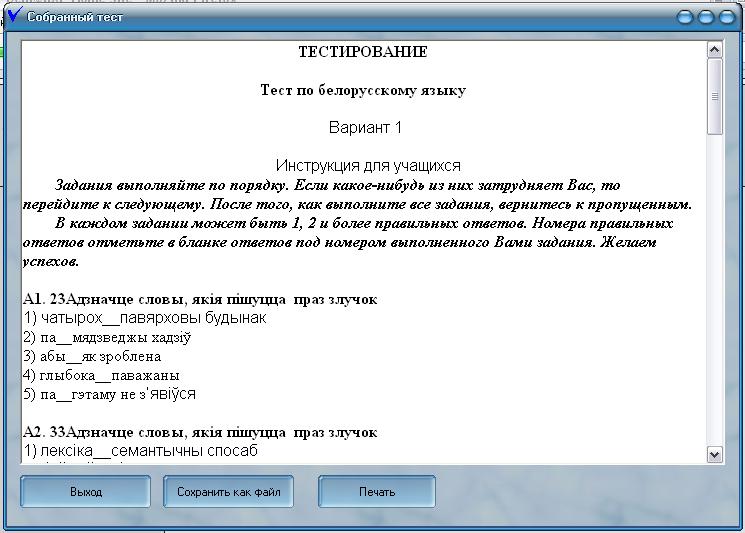 Собранный тест
ТЕСТИРОВАНИЕ
Тест по белорусскому языку
Вариант 1
Инструкция для учащихся
Задания выполняйте по порядку. Если какое-нибудь из них затрудняет Вас, то
перейдите к следующему. После того, как выполните все задания, вернитесь к пропущенным.
В каждом задании может быть 1, 2 и более правильных ответов. Номера правильных
ответов отметьте в бланке ответов под номером выполненного Вами задания. Желаем
успехов.
А1. 23Адзначце словы, якія пішуцца праз злучок
1) чатырох__павярховы будынак
2) па__мядзведжы хадзіў
3) абы__як зроблена
4) глыбока__паважаны
5) па__гэтаму не з'явіўся
А2. 33Адзначце словы, якія пішуцца праз злучок
1) лексіка__семантычны спосаб
Выход
Сохранить как файл
Печать